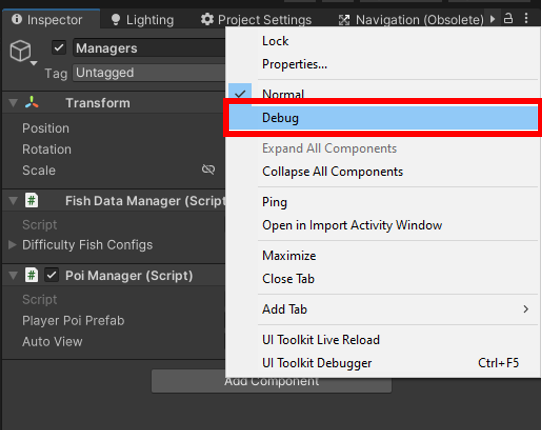 Inspector
Lighting
Project Settings
Navigation (Obsolete)
Managers
Tag Untagged
Transform
Position
Rotation
Scale
Fish Data Manager (Script
Script
Difficulty Fish Configs
Poi Manager (Script)
Script
Player Poi Prefab
Auto View
Add Component
Lock
Properties...
Normal
Debug
Expand All Components
Collapse All Components
Ping
Open in Import Activity Window
Maximize
Close Tab
Add Tab
UI Toolkit Live Reload
UI Toolkit Debugger Ctrl+F5